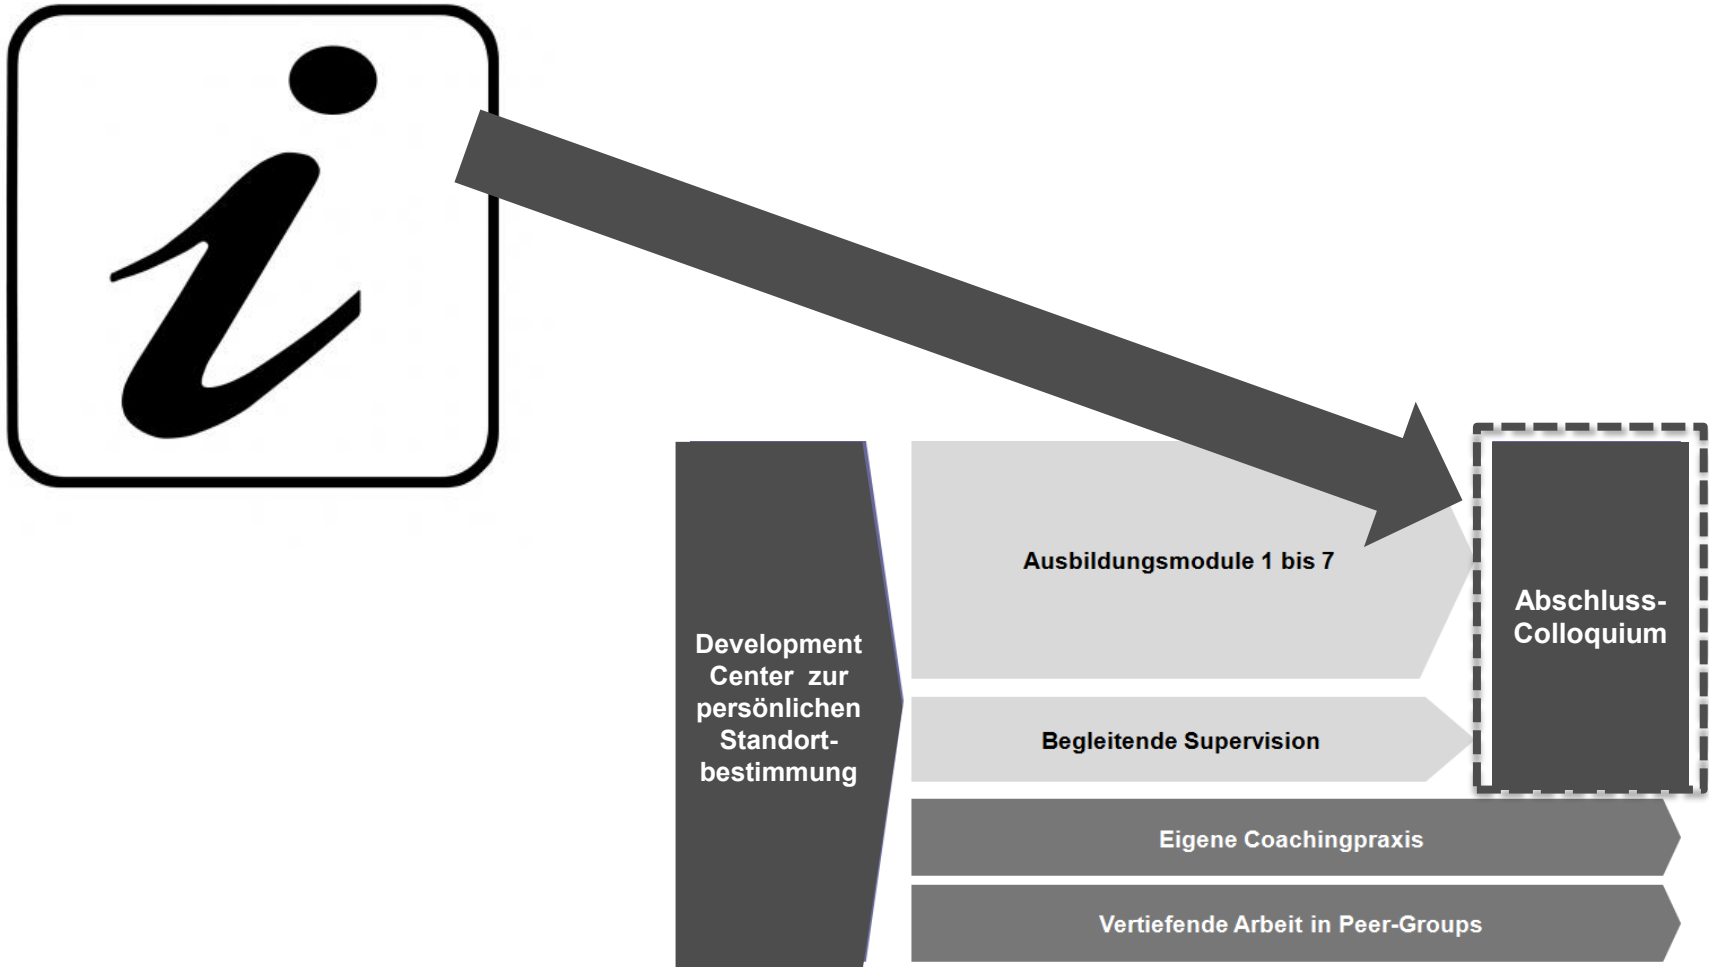 i
Development
Center zur
persönlichen
Standort-
bestimmung
Ausbildungsmodule 1 bis 7
Begleitende Supervision
Eigene Coachingpraxis
Vertiefende Arbeit in Peer-Groups
Abschluss-
Colloquium